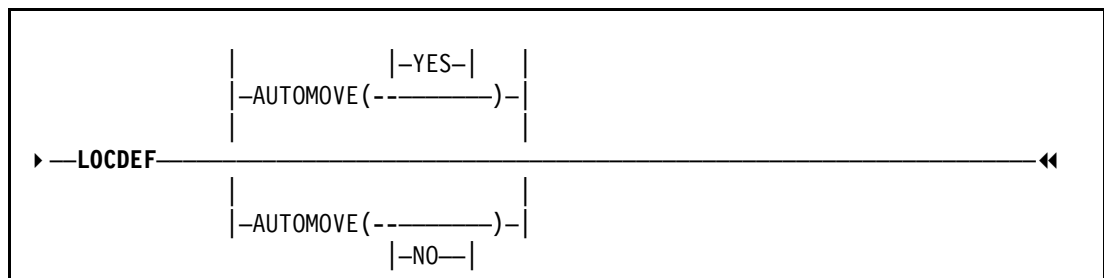 |–YES–|
|–AUTOMOVE(--———————)–|
▸ ——LOCDEF————————————————————————————————————————◂◂
|–AUTOMOVE(--———————)–|
|–NO——|